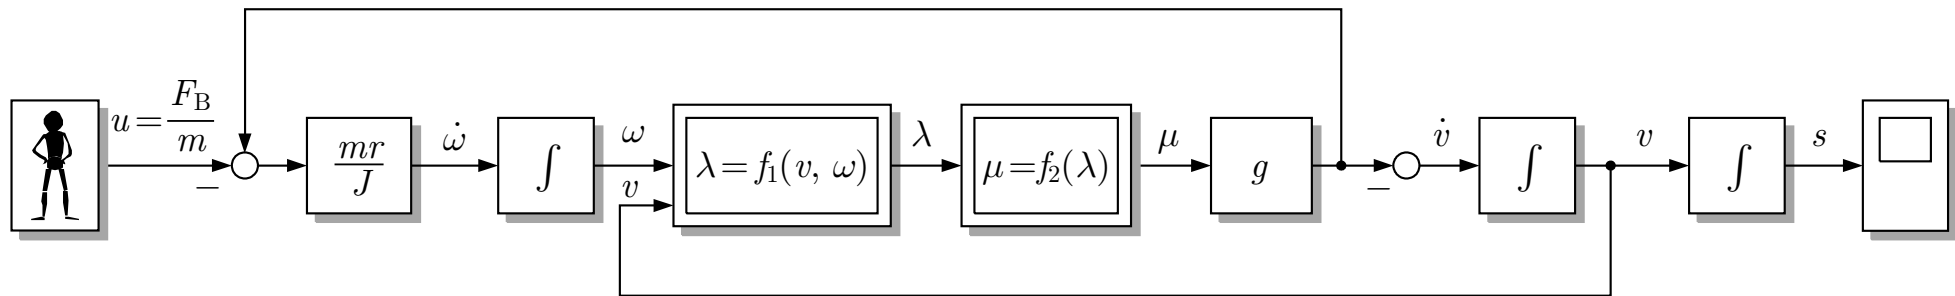 u = F_B/m
−
mr/J
ω̇
∫
ω
v
λ = f₁(v, ω)
λ
μ = f₂(λ)
μ
g
−
v̇
∫
v
∫
s